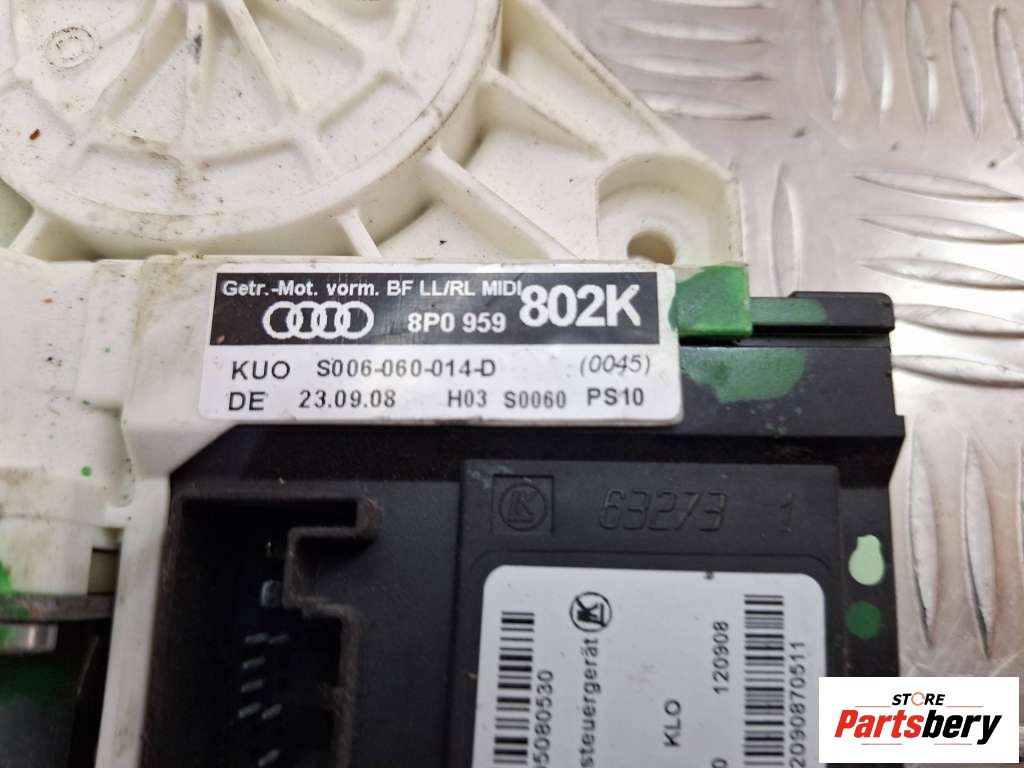 Getr.-Mot. vorm. BF LL/RL MIDI
8P0 959 802K
KUO S006-060-014-D (0045)
DE 23.09.08 H03 S0060 PS10
K 63273 1
steuergerät K
KLO
120908
STORE
Partsbery